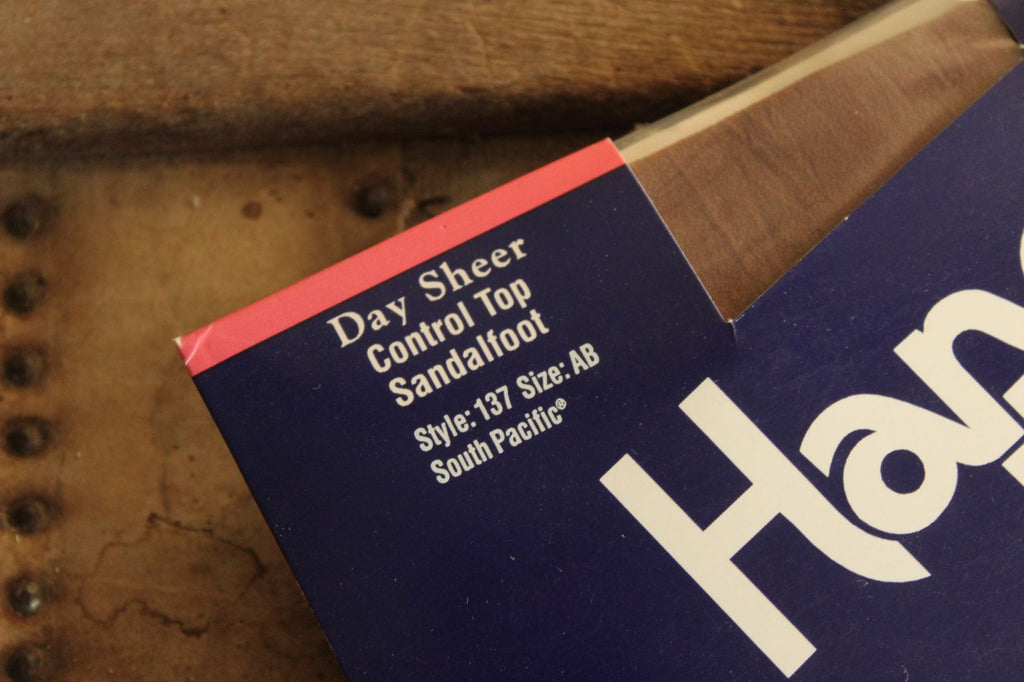 Day Sheer
Control Top
Sandalfoot
Style: 137 Size: AB
South Pacific®
Han